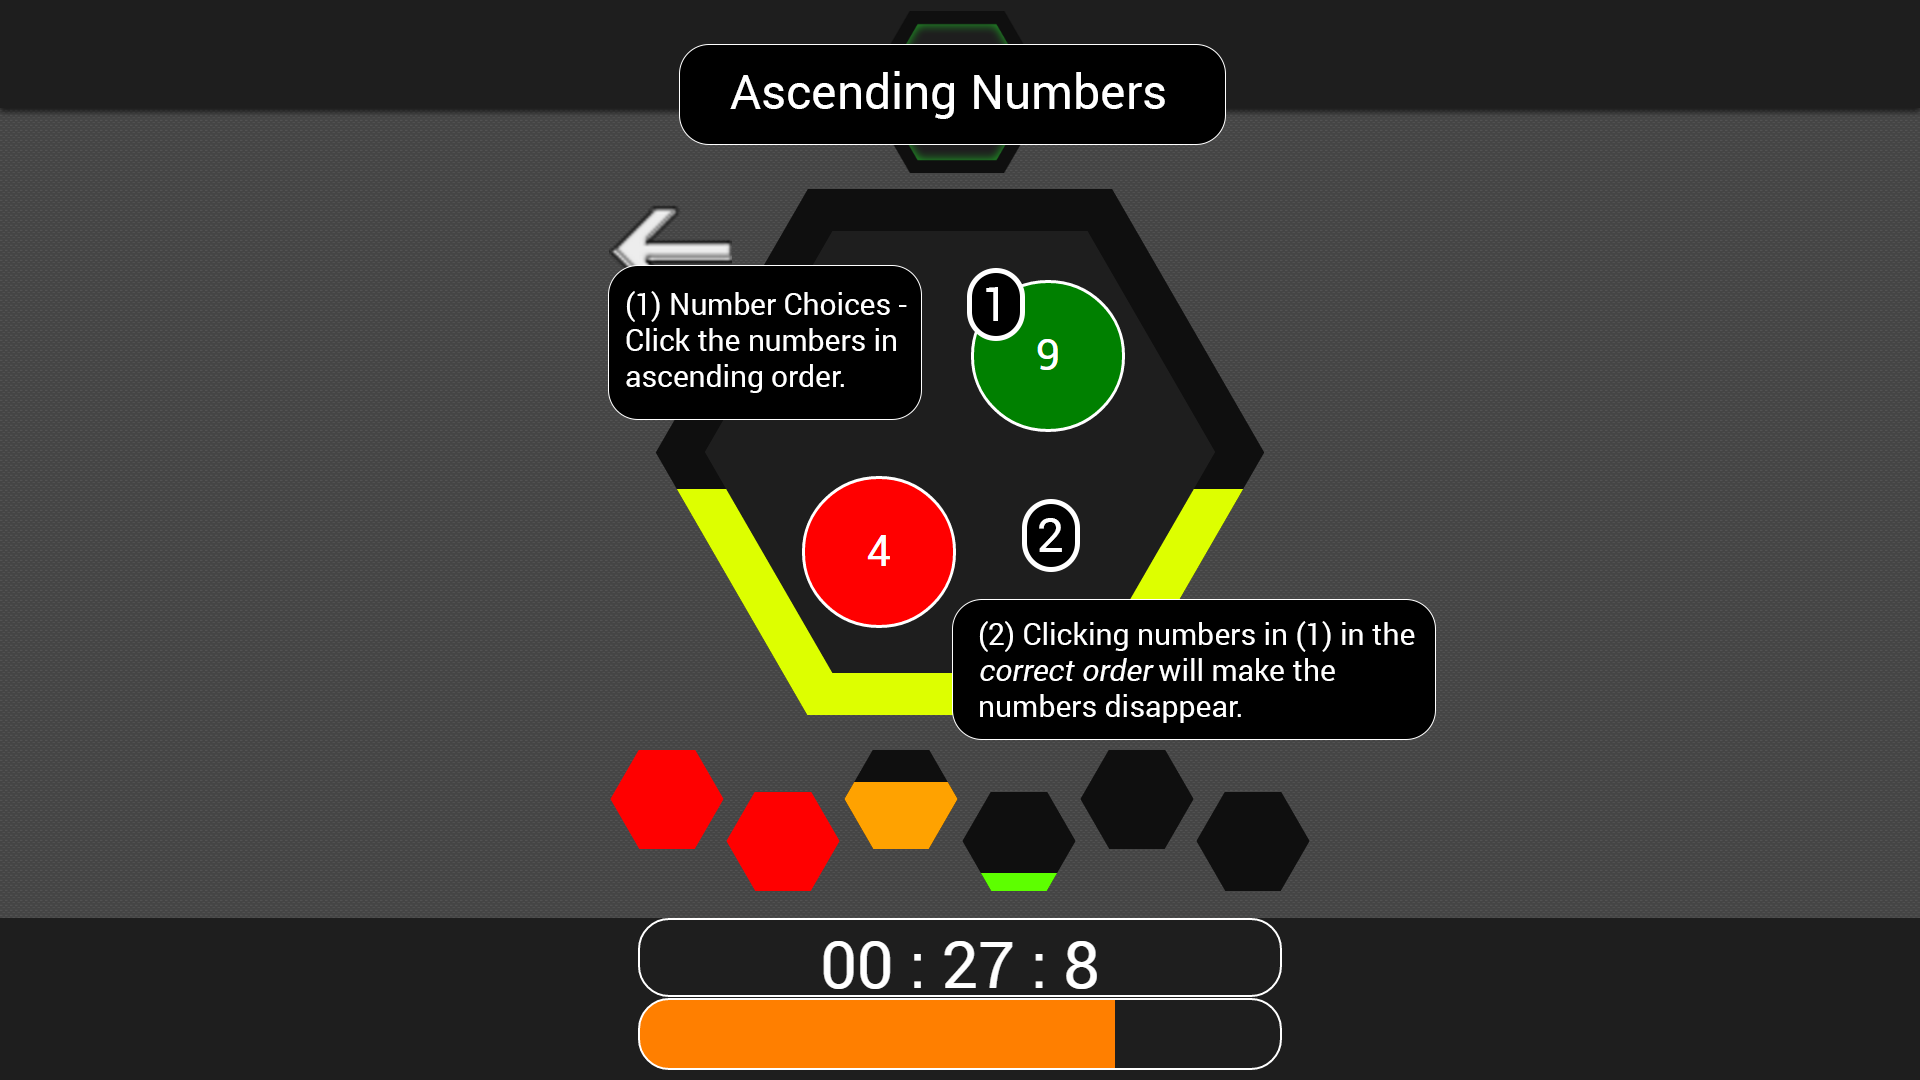 Ascending Numbers
(1) Number Choices -
Click the numbers in
ascending order.
1
9
4
2
(2) Clicking numbers in (1) in the
correct order will make the
numbers disappear.
00 : 27 : 8